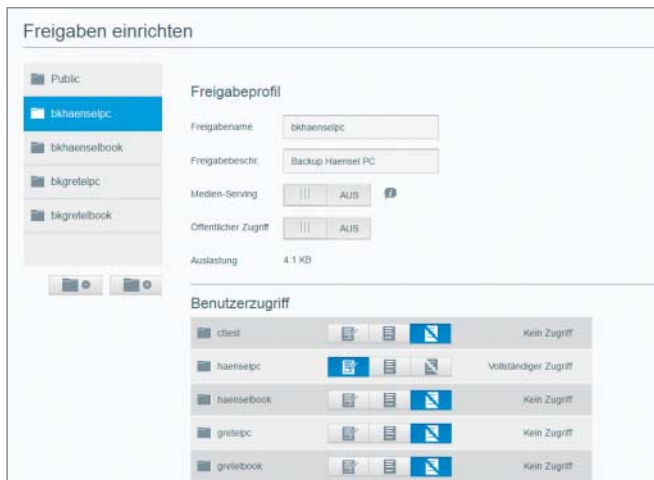 Freigaben einrichten
Public
bkhaenselpc
bkhaenselbook
bkgretelpc
bkgretelbook
Freigabeprofil
Freigabename bkhaenselpc
Freigabebeschr. Backup Haensel PC
Medien-Serving AUS
Öffentlicher Zugriff AUS
Auslastung 4.1 KB
Benutzerzugriff
cttest Kein Zugriff
haenselpc Vollständiger Zugriff
haenselbook Kein Zugriff
gretelpc Kein Zugriff
gretelbook Kein Zugriff